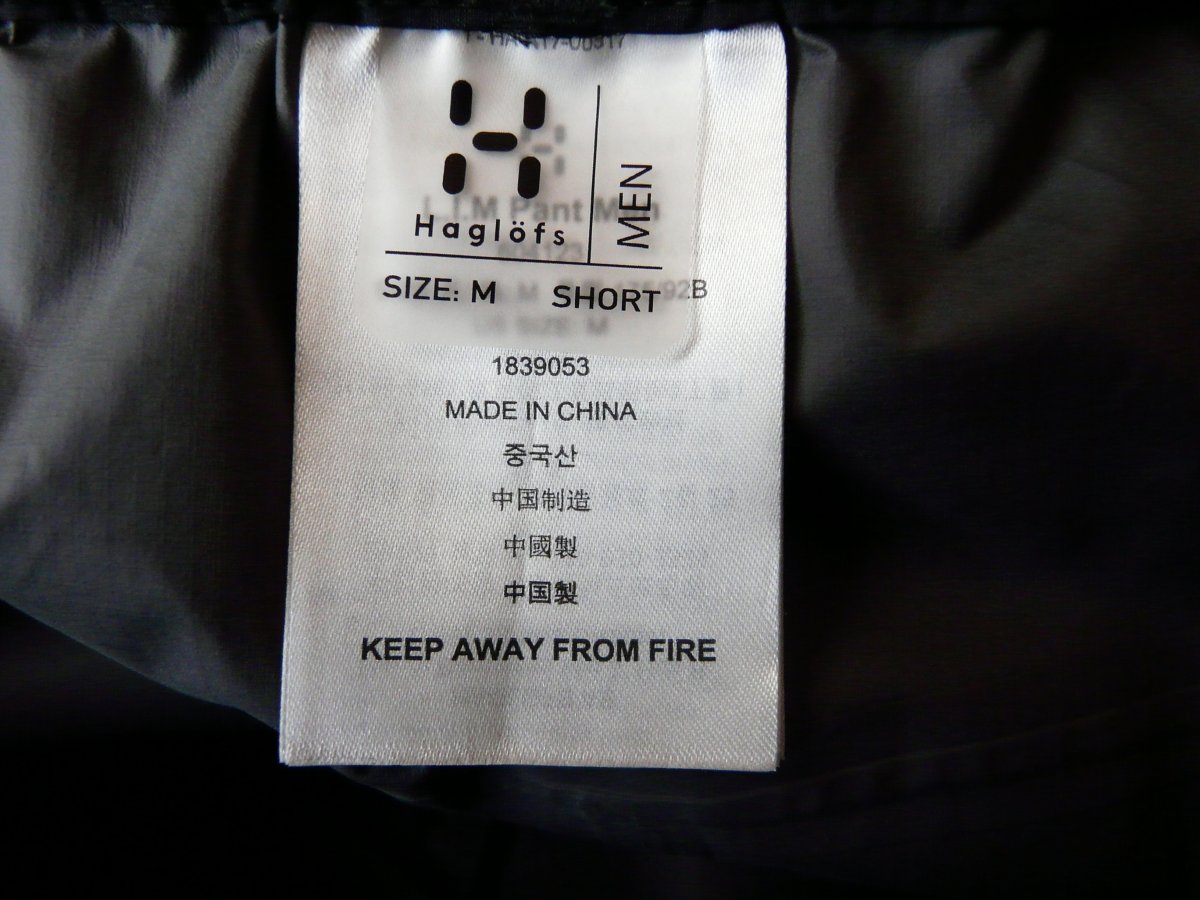 Haglöfs
MEN
SIZE: M SHORT
1839053
MADE IN CHINA
중국산
中国制造
中國製
中国製
KEEP AWAY FROM FIRE